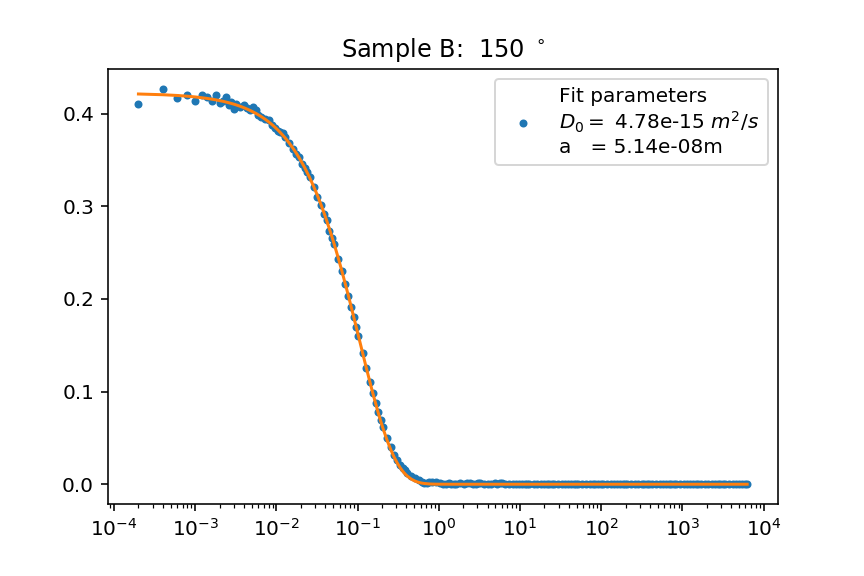 Sample B: 150 °
Fit parameters
D₀ = 4.78e-15 m²/s
a = 5.14e-08m
0.4
0.3
0.2
0.1
0.0
10⁻⁴ 10⁻³ 10⁻² 10⁻¹ 10⁰ 10¹ 10² 10³ 10⁴